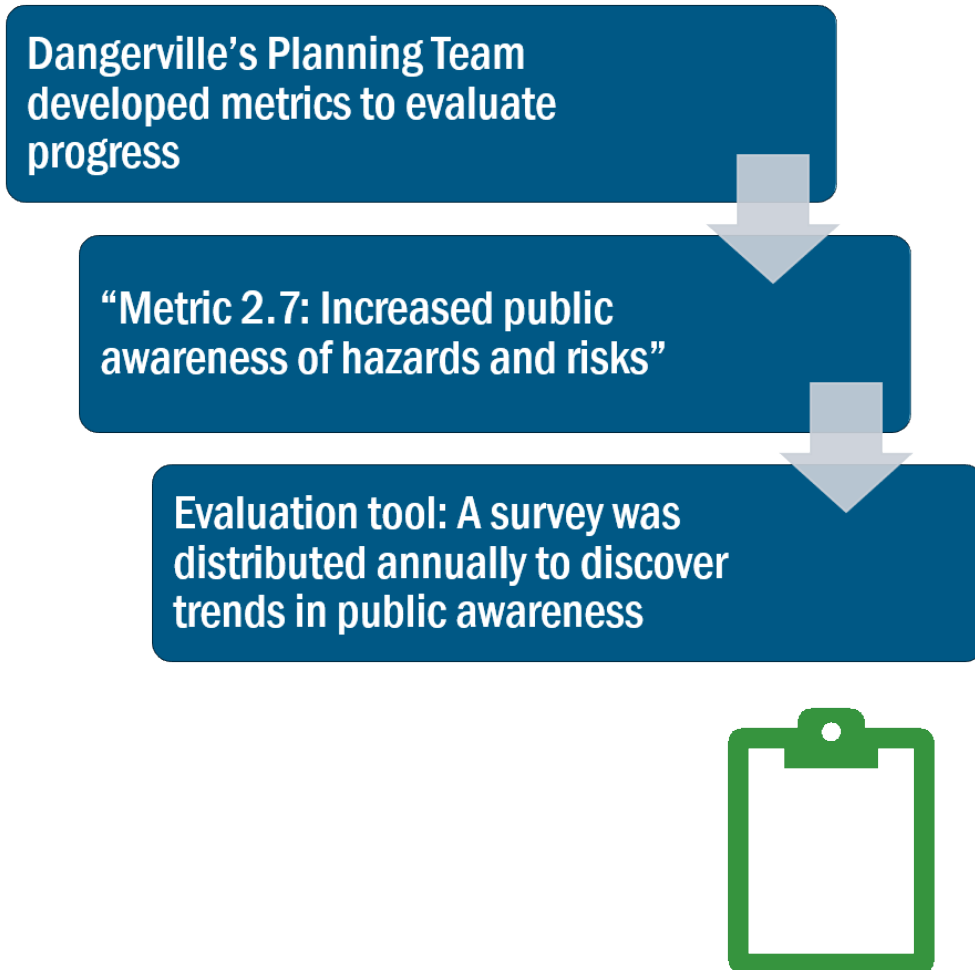 Dangerville’s Planning Team
developed metrics to evaluate
progress
“Metric 2.7: Increased public
awareness of hazards and risks”
Evaluation tool: A survey was
distributed annually to discover
trends in public awareness